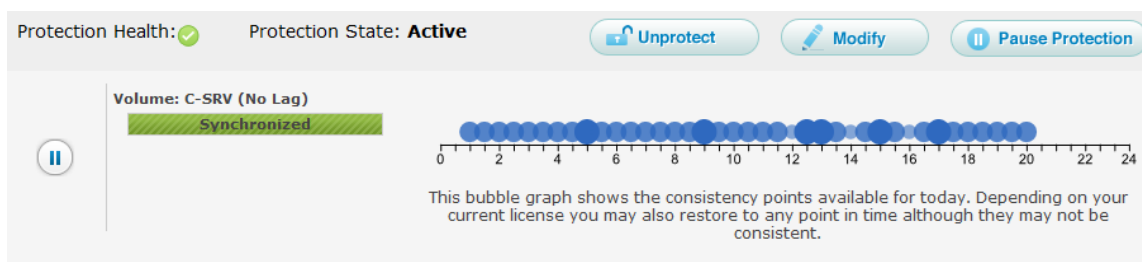 Protection Health: Protection State: Active Unprotect Modify Pause Protection
Volume: C-SRV (No Lag)
Synchronized
0 2 4 6 8 10 12 14 16 18 20 22 24
This bubble graph shows the consistency points available for today. Depending on your
current license you may also restore to any point in time although they may not be
consistent.